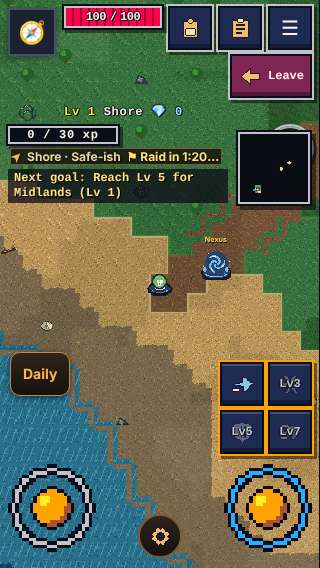 100 / 100
Leave
Lv 1 Shore 💎 0
0 / 30 xp
Shore · Safe-ish ⚑ Raid in 1:20...
Next goal: Reach Lv 5 for
Midlands (Lv 1)
Nexus
Daily
Lv3
Lv5
Lv7